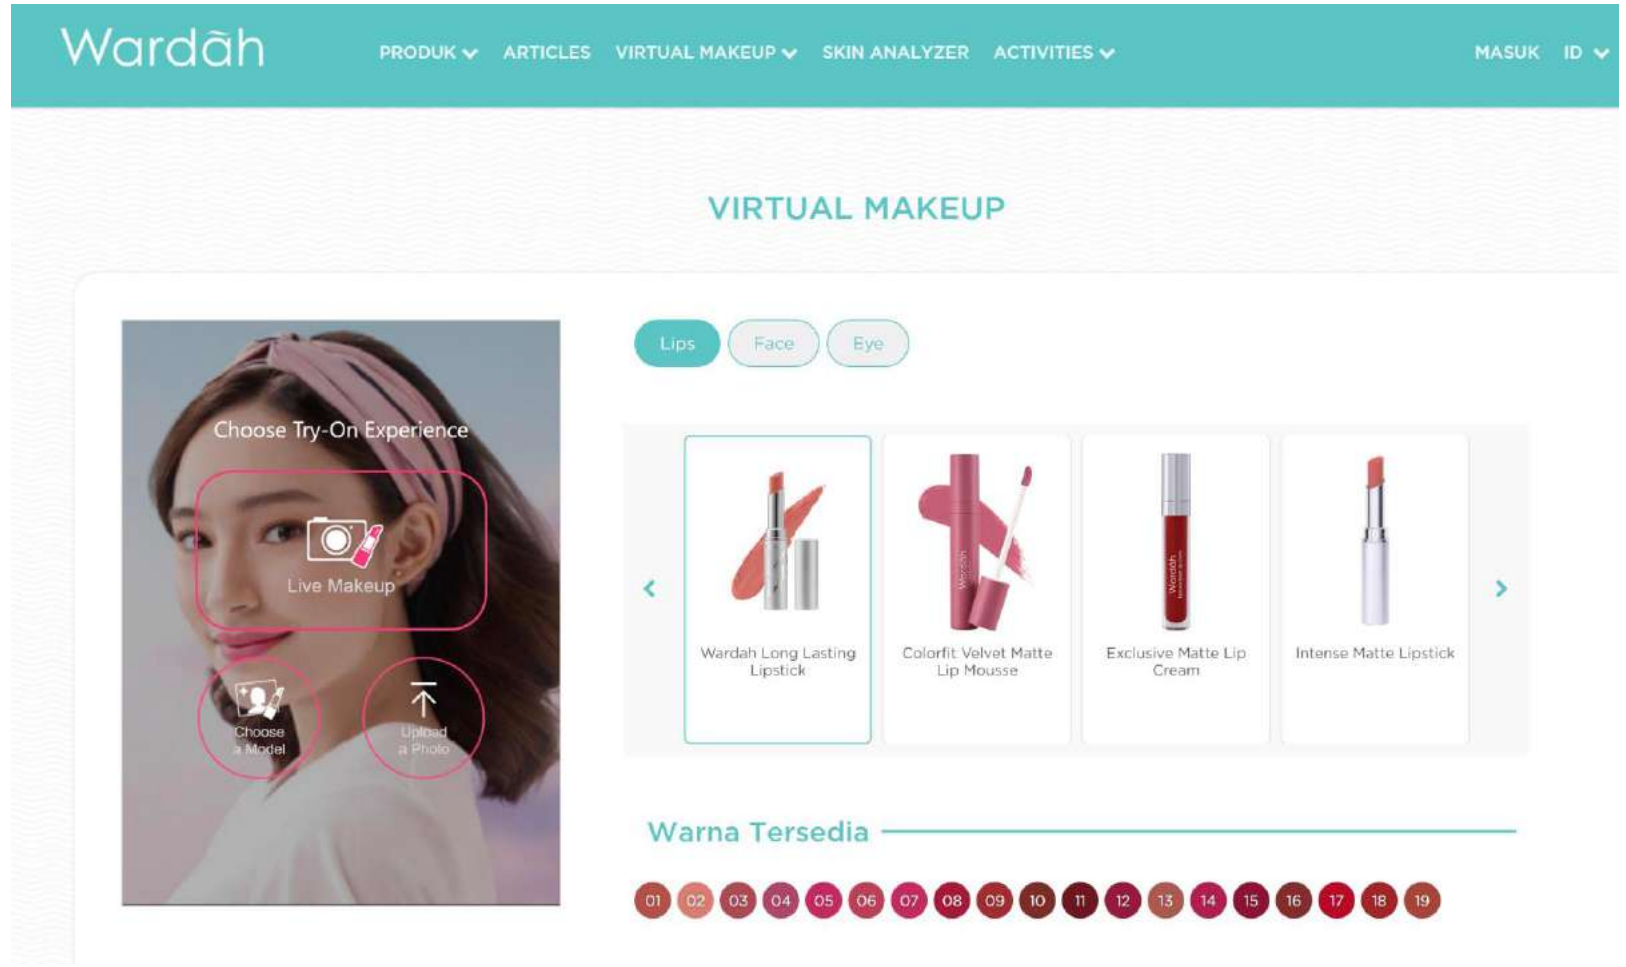 Wardāh
PRODUK ARTICLES VIRTUAL MAKEUP SKIN ANALYZER ACTIVITIES MASUK ID
VIRTUAL MAKEUP
Choose Try-On Experience
Live Makeup
Choose
a Model
Upload
a Photo
Lips Face Eye
Wardah Long Lasting
Lipstick
Colorfit Velvet Matte
Lip Mousse
Exclusive Matte Lip
Cream
Intense Matte Lipstick
Wardāh
Wardāh
Warna Tersedia
01 02 03 04 05 06 07 08 09 10 11 12 13 14 15 16 17 18 19